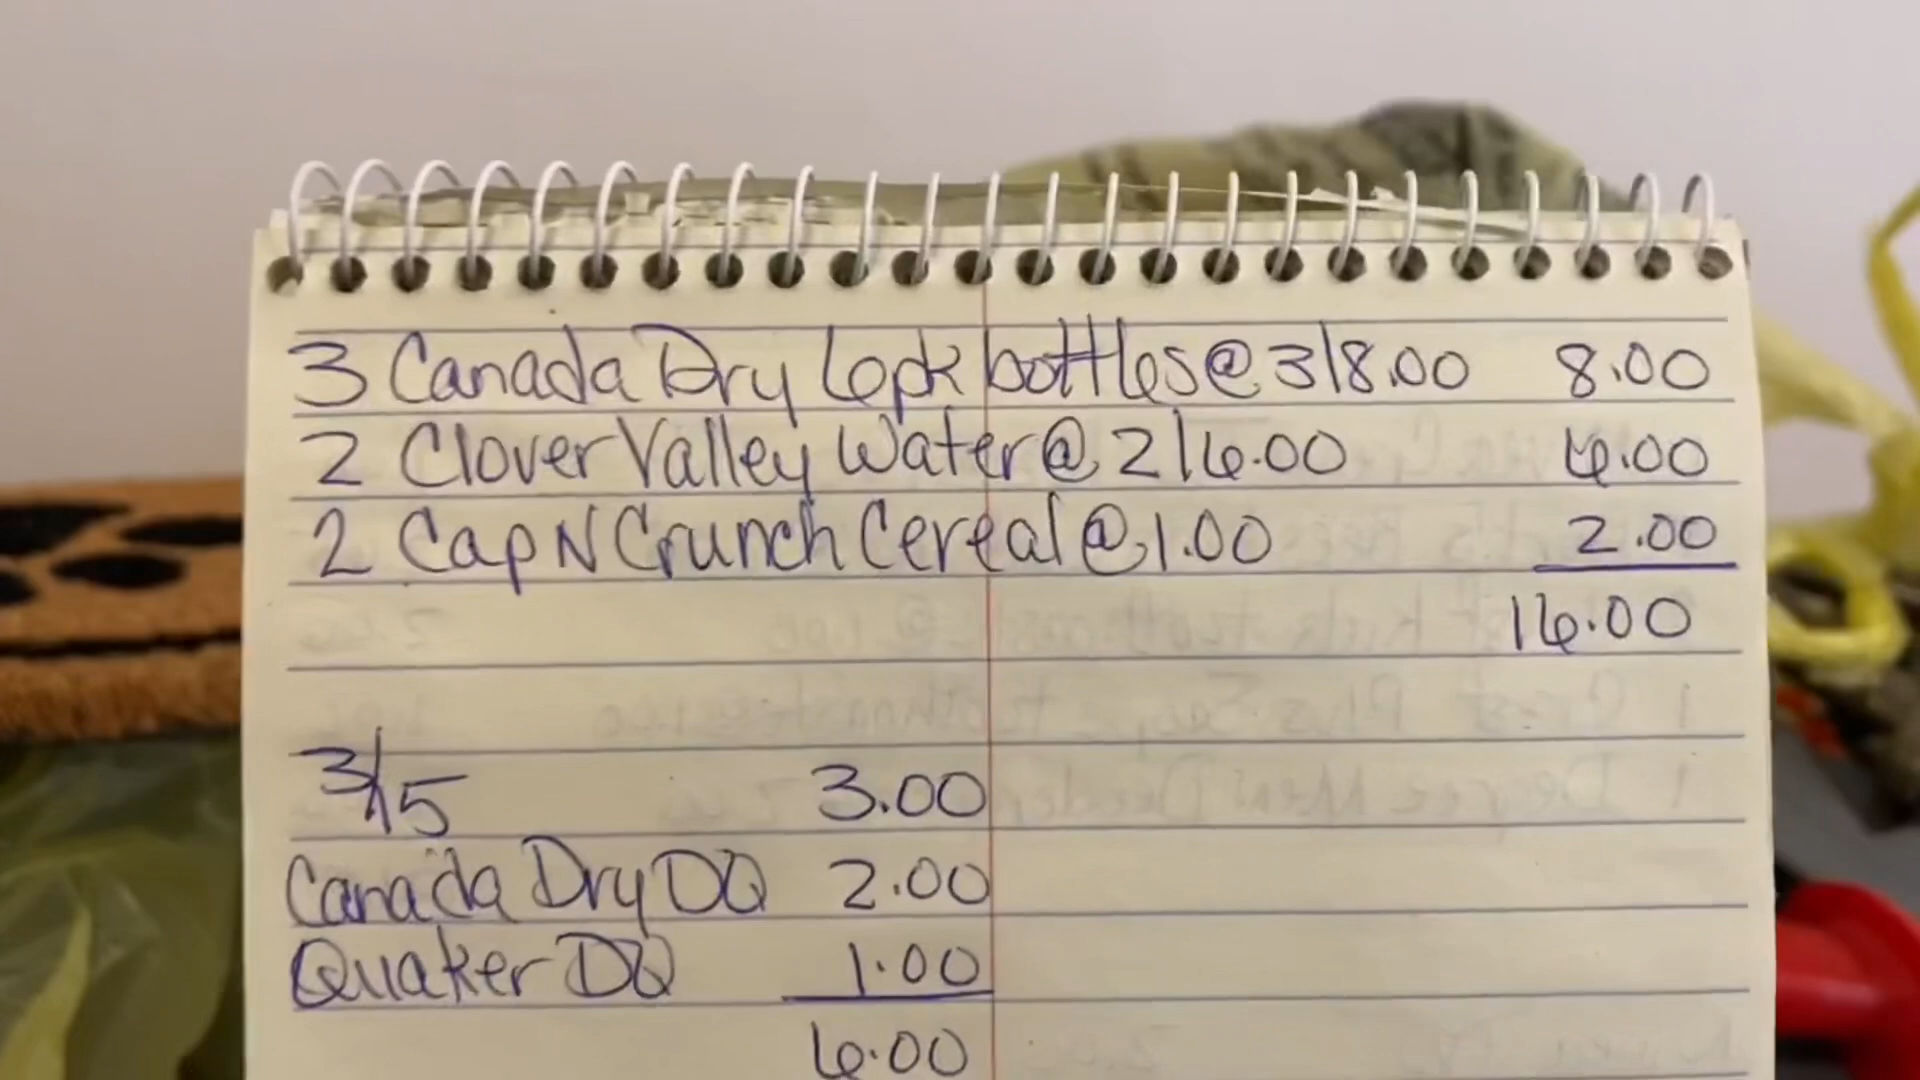 3 Canada Dry 6pk bottles @ 3/8.00 8.00
2 Clover Valley Water @ 2/6.00 6.00
2 Cap N Crunch Cereal @ 1.00 2.00
16.00
3/15 3.00
Canada Dry DQ 2.00
Quaker DQ 1.00
6.00